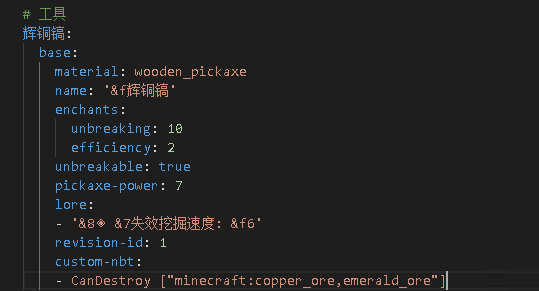 # 工具
辉铜镐:
base:
material: wooden_pickaxe
name: '&f辉铜镐'
enchants:
unbreaking: 10
efficiency: 2
unbreakable: true
pickaxe-power: 7
lore:
- '&8◈ &7失效挖掘速度: &f6'
revision-id: 1
custom-nbt:
- CanDestroy ["minecraft:copper_ore,emerald_ore"]